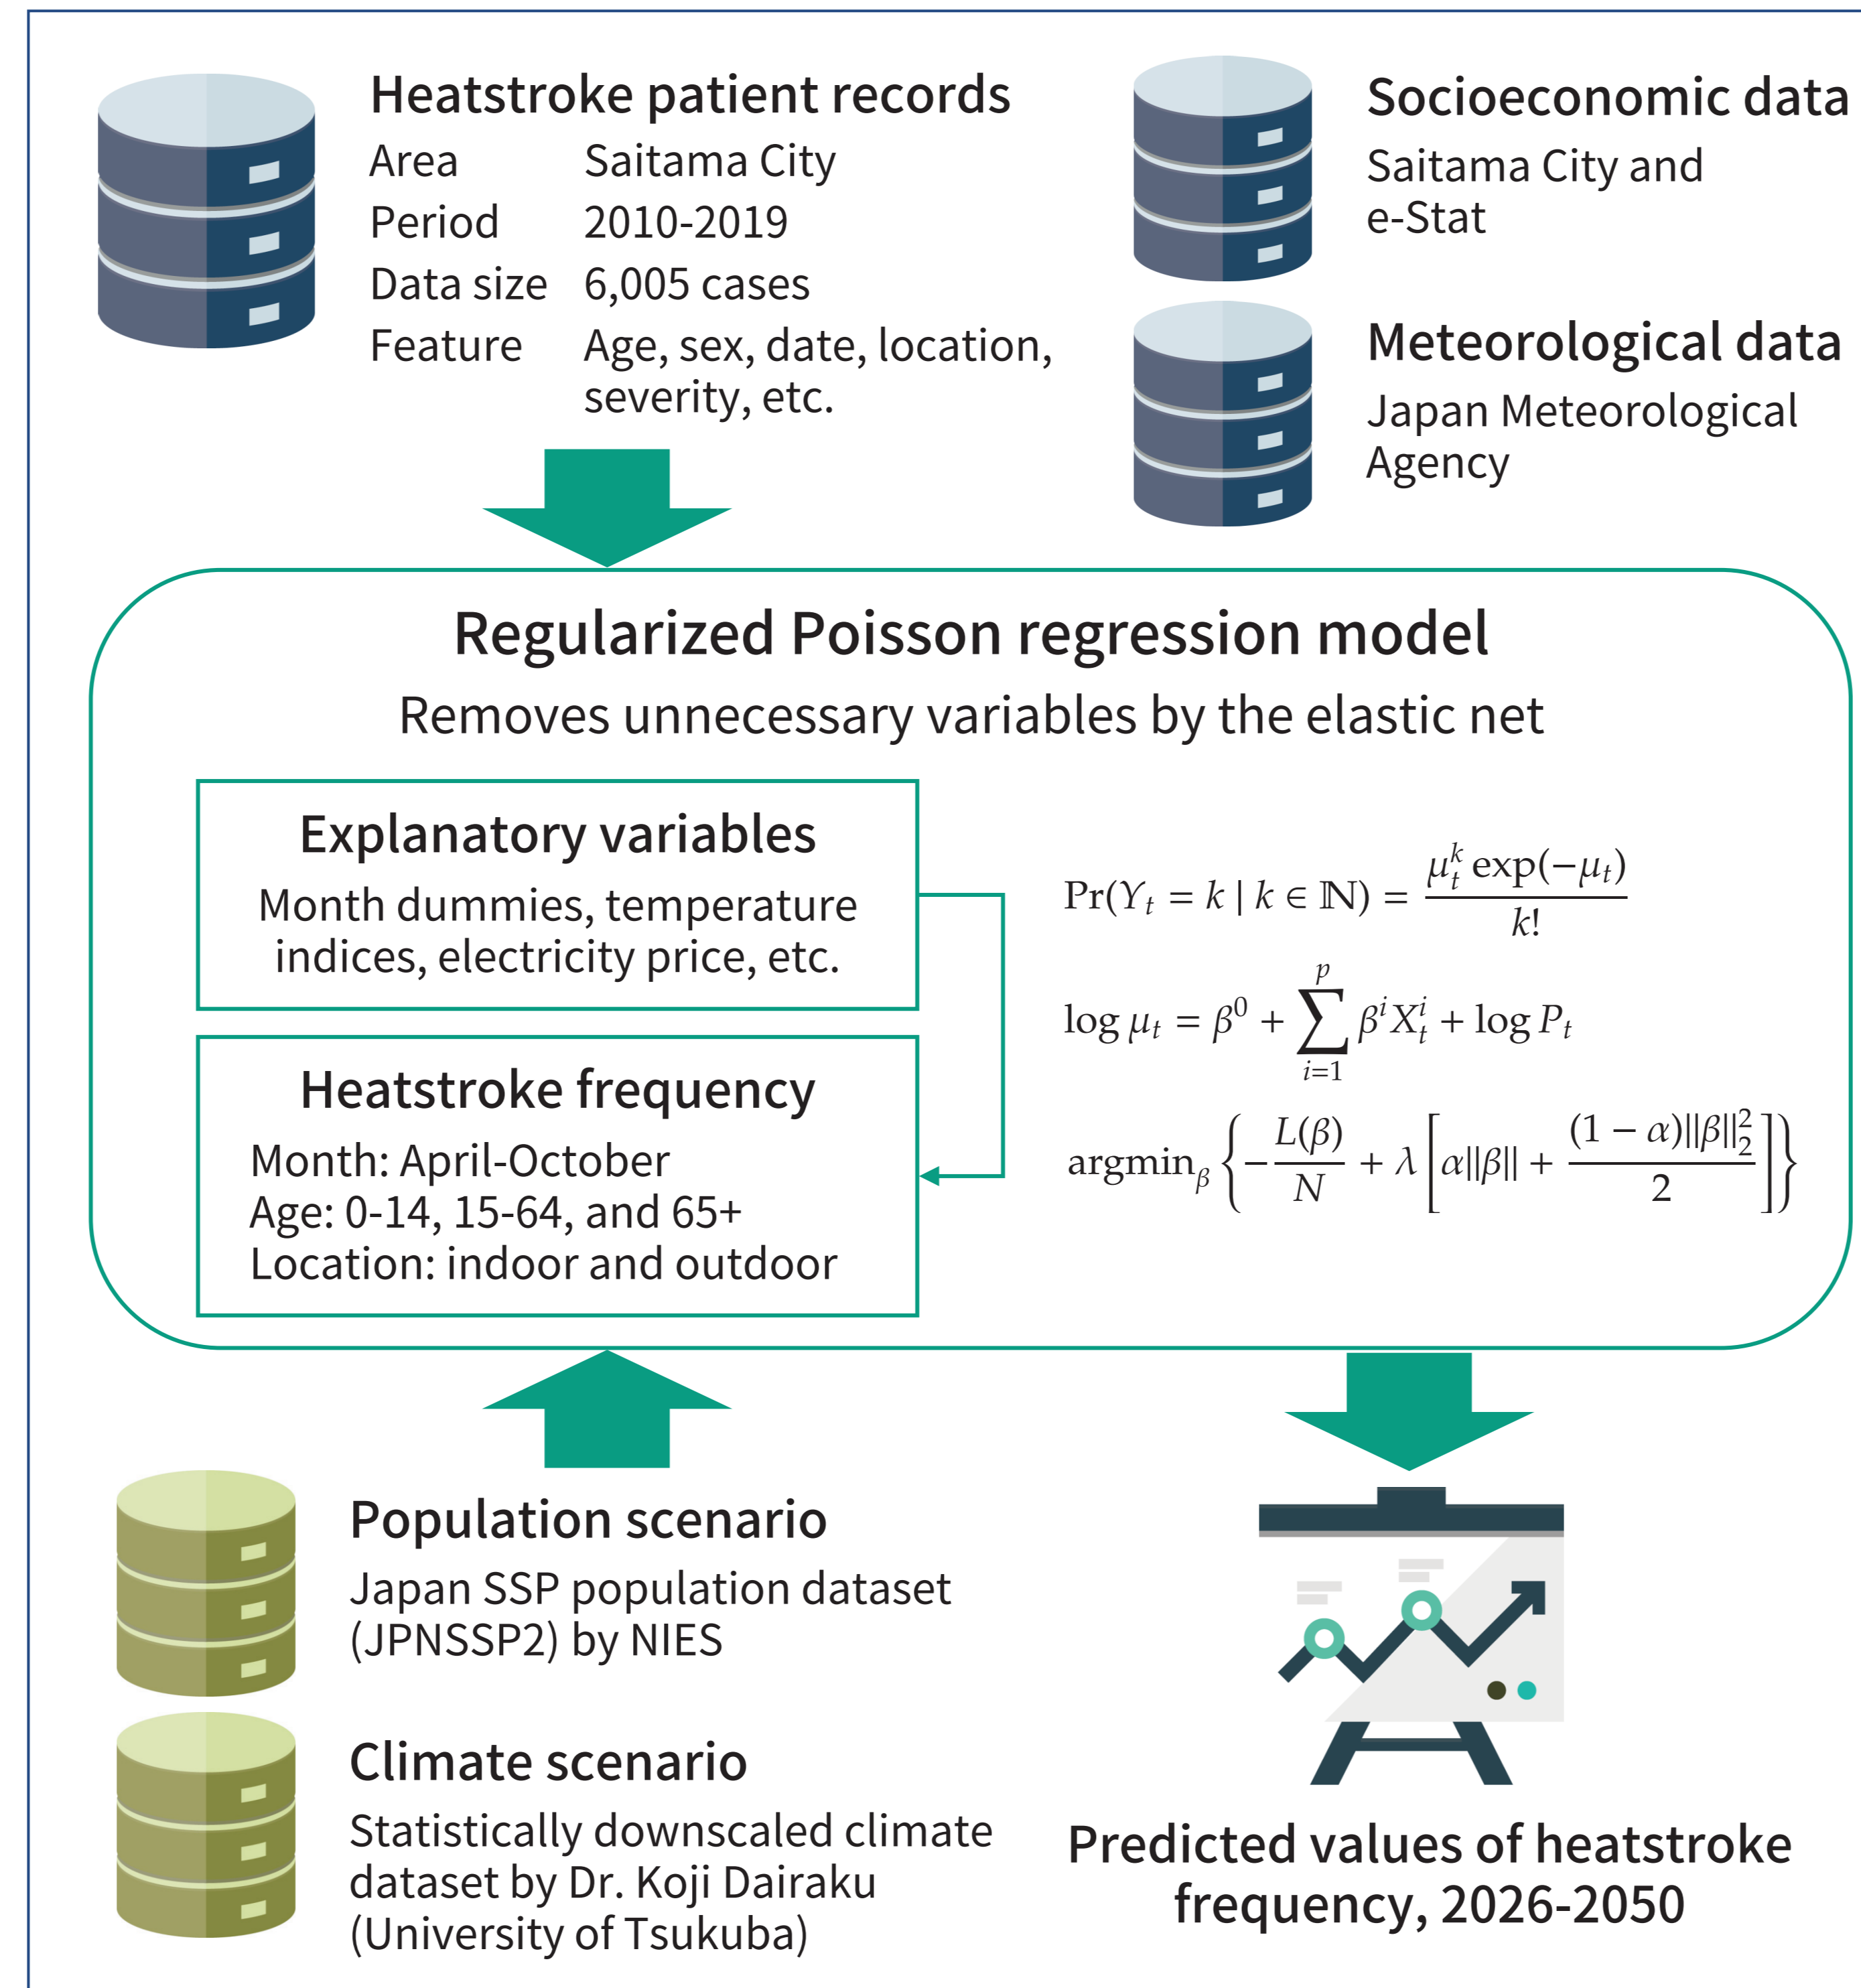 Heatstroke patient records
Area Saitama City
Period 2010-2019
Data size 6,005 cases
Feature Age, sex, date, location,
severity, etc.
Socioeconomic data
Saitama City and
e-Stat
Meteorological data
Japan Meteorological
Agency
Regularized Poisson regression model
Removes unnecessary variables by the elastic net
Explanatory variables
Month dummies, temperature
indices, electricity price, etc.
Heatstroke frequency
Month: April-October
Age: 0-14, 15-64, and 65+
Location: indoor and outdoor
Pr(Y_t = k | k ∈ ℕ) = \frac{μ_t^k exp(−μ_t)}{k!}
log μ_t = β^0 + \sum_{i=1}^{p} β^i X_t^i + log P_t
argmin_β { −\frac{L(β)}{N} + λ [ α||β|| + \frac{(1 − α)||β||_2^2}{2} ] }
Population scenario
Japan SSP population dataset
(JPNSSP2) by NIES
Climate scenario
Statistically downscaled climate
dataset by Dr. Koji Dairaku
(University of Tsukuba)
Predicted values of heatstroke
frequency, 2026-2050